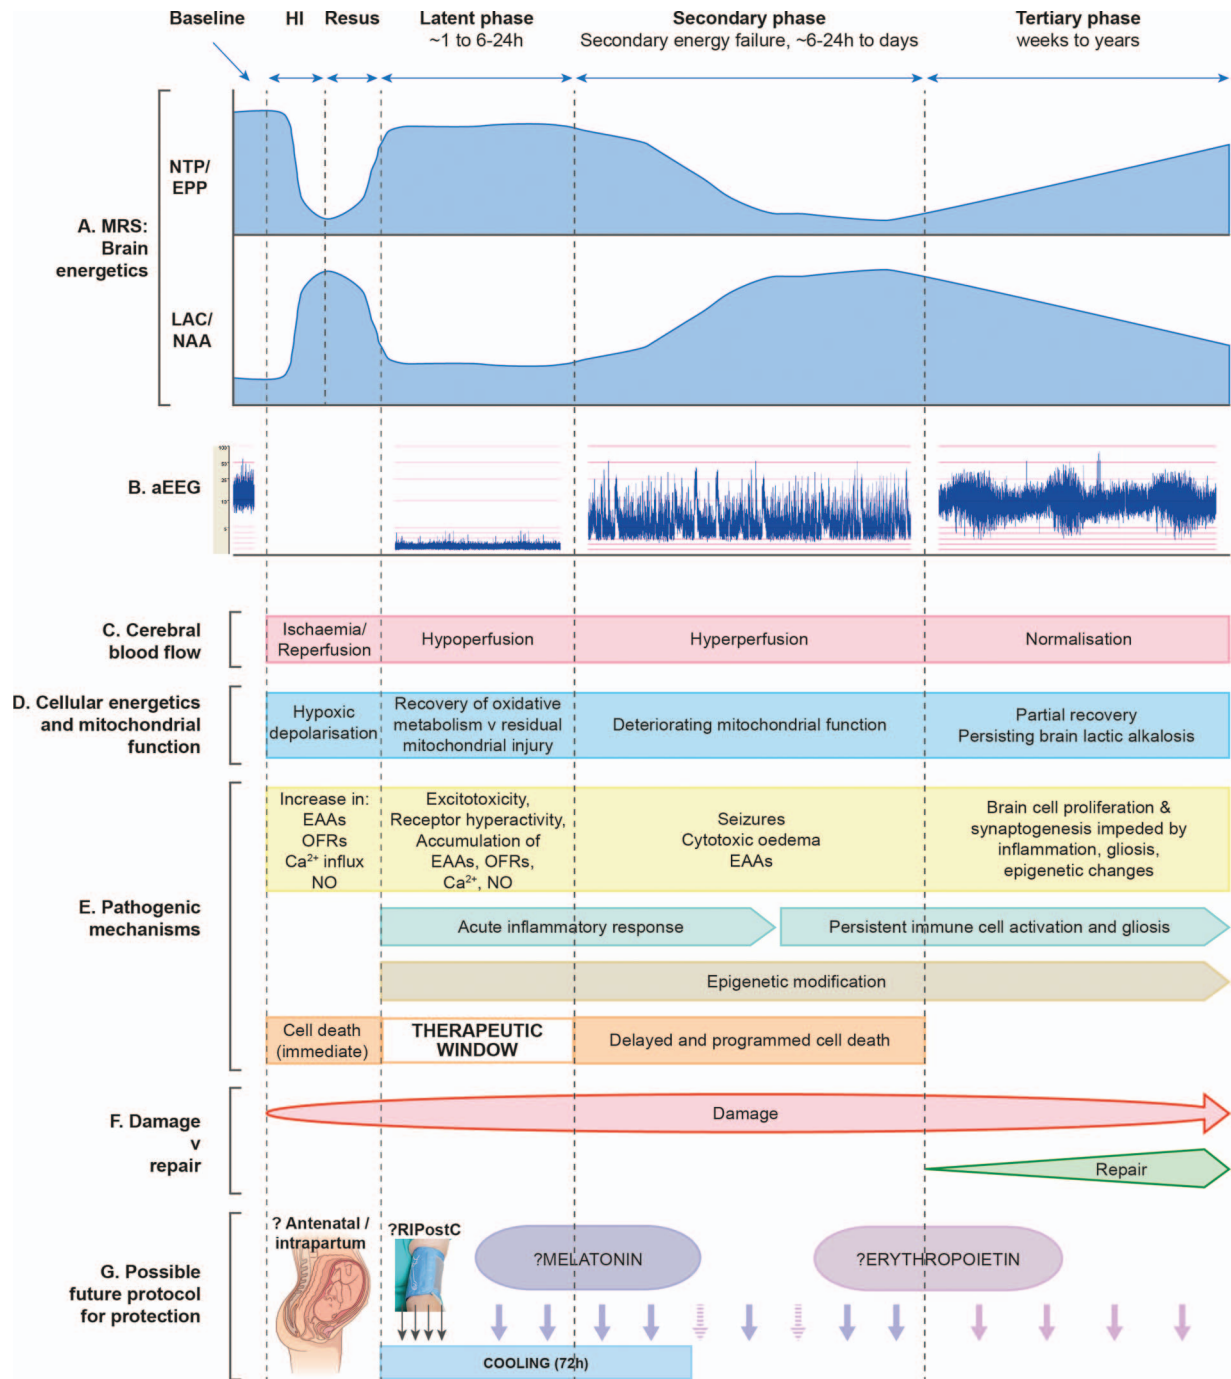 Baseline
HI
Resus
Latent phase
~1 to 6-24h
Secondary phase
Secondary energy failure, ~6-24h to days
Tertiary phase
weeks to years
A. MRS:
Brain
energetics
NTP/
EPP
LAC/
NAA
B. aEEG
100
50
25
10
5
C. Cerebral
blood flow
Ischaemia/
Reperfusion
Hypoperfusion
Hyperperfusion
Normalisation
D. Cellular energetics
and mitochondrial
function
Hypoxic
depolarisation
Recovery of oxidative
metabolism v residual
mitochondrial injury
Deteriorating mitochondrial function
Partial recovery
Persisting brain lactic alkalosis
E. Pathogenic
mechanisms
Increase in:
EAAs
OFRs
Ca²⁺ influx
NO
Excitotoxicity,
Receptor hyperactivity,
Accumulation of
EAAs, OFRs,
Ca²⁺, NO
Seizures
Cytotoxic oedema
EAAs
Brain cell proliferation &
synaptogenesis impeded by
inflammation, gliosis,
epigenetic changes
Acute inflammatory response
Persistent immune cell activation and gliosis
Epigenetic modification
Cell death
(immediate)
THERAPEUTIC
WINDOW
Delayed and programmed cell death
F. Damage
v
repair
Damage
Repair
G. Possible
future protocol
for protection
? Antenatal /
intrapartum
?RIPostC
?MELATONIN
?ERYTHROPOIETIN
COOLING (72h)